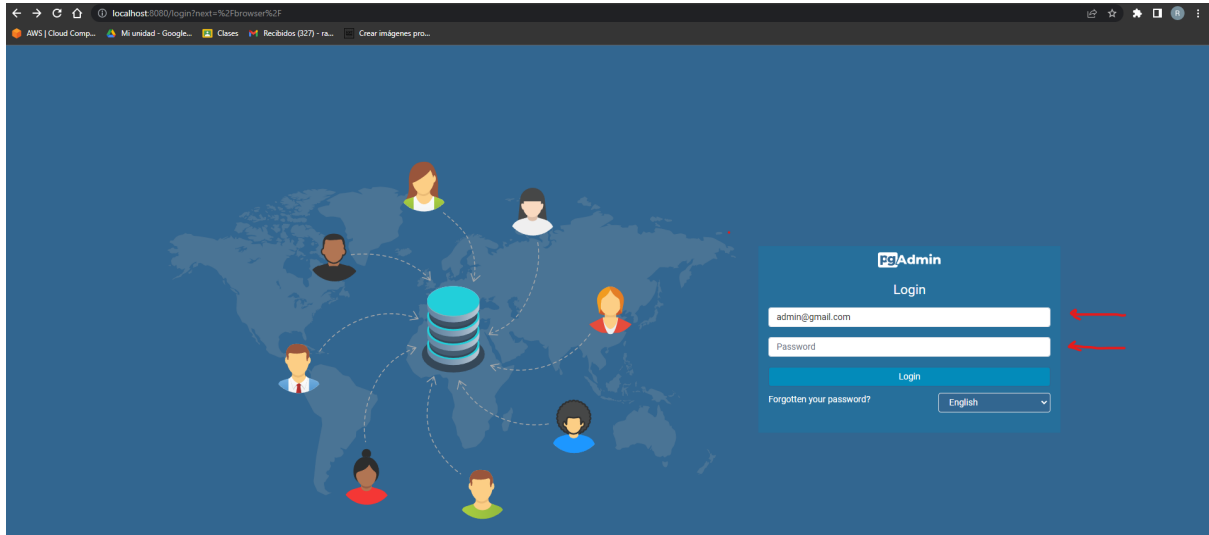 localhost:8080/login?next=%2Fbrowser%2F
AWS | Cloud Comp... Mi unidad - Google... Clases Recibidos (327) - ra... Crear imágenes pro...
pgAdmin
Login
admin@gmail.com
Password
Login
Forgotten your password? English